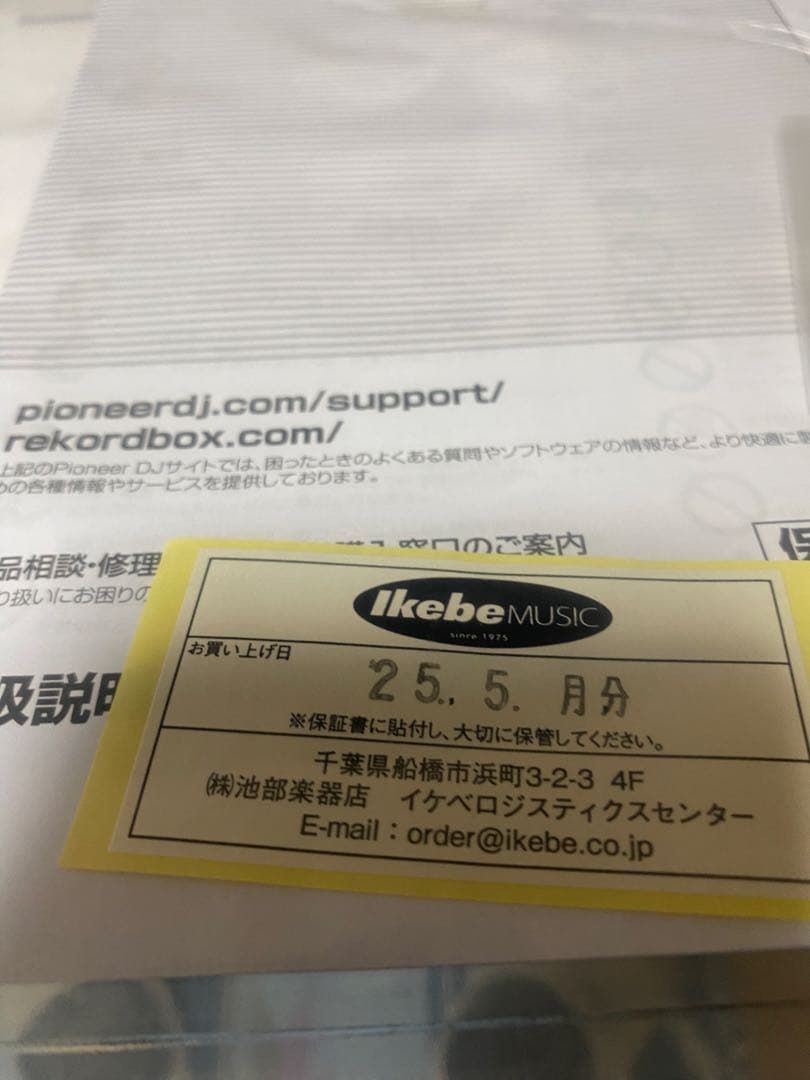 pioneerdj.com/support/
rekordbox.com/
上記のPioneer DJサイトでは、困ったときのよくある質問やソフトウェアの情報など、より快適に
の各種情報やサービスを提供しております。
品相談・修理
窓口のご案内
り扱いにお困りの
扱説明
保
Ikebe MUSIC
since 1975
お買い上げ日
'25., 5. 月分
※保証書に貼付し、大切に保管してください。
千葉県船橋市浜町3-2-3 4F
㈱池部楽器店 イケベロジスティクスセンター
E-mail：order@ikebe.co.jp